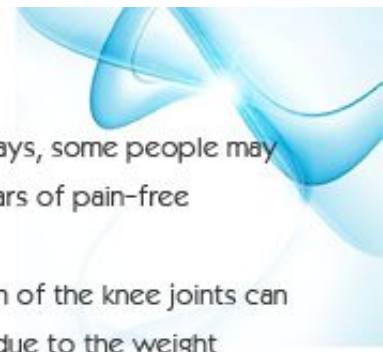 ays, some people may
ars of pain-free
n of the knee joints can
due to the weight